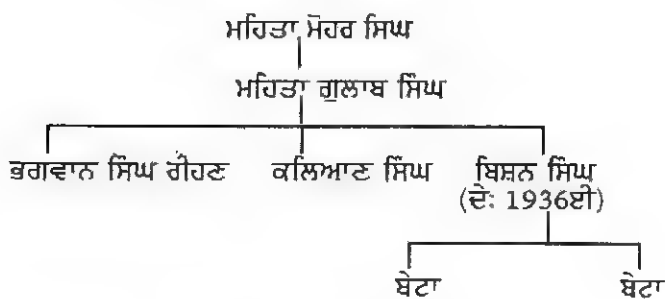 ਮਹਿਤਾ ਮੋਹਰ ਸਿਘ
ਮਹਿਤਾ ਗੁਲਾਬ ਸਿੰਘ
ਭਗਵਾਨ ਸਿੰਘ ਰੀਹਣ ਕਲਿਆਣ ਸਿੰਘ ਬਿਸ਼ਨ ਸਿੰਘ
(ਦੇਃ 1936ਈ)
ਬੇਟਾ ਬੇਟਾ